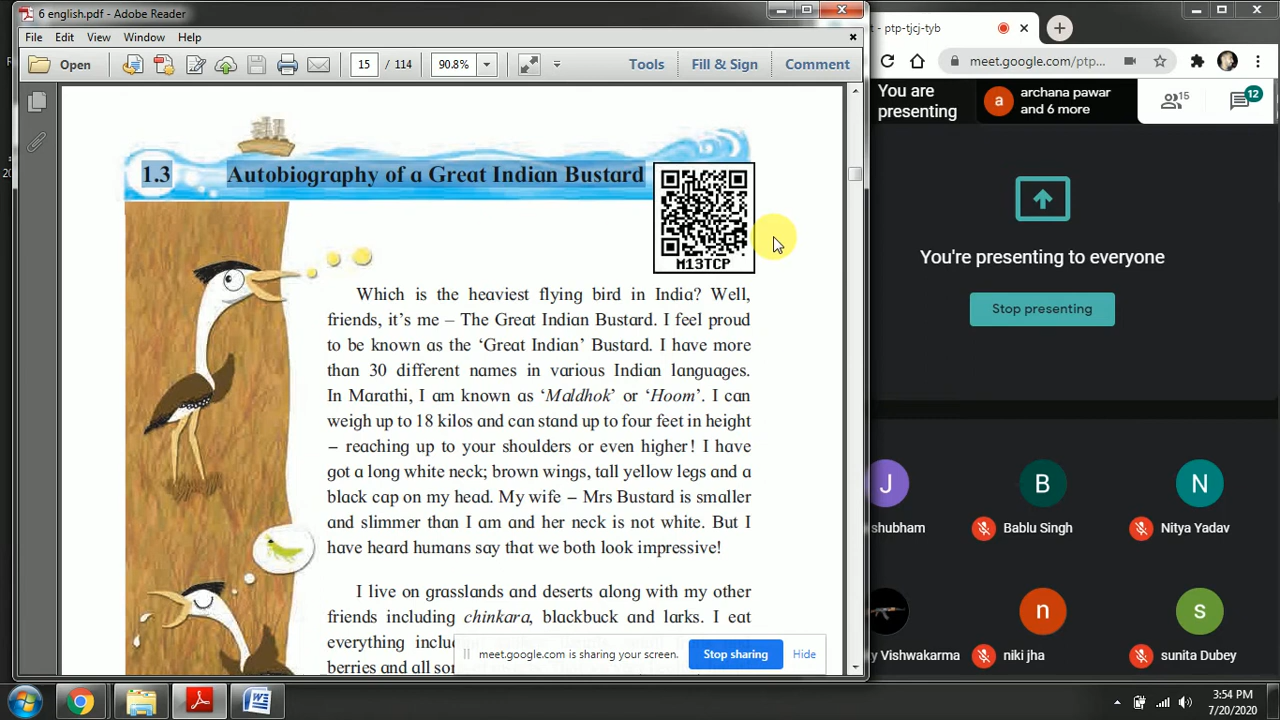 6 english.pdf - Adobe Reader
File Edit View Window Help
Open 15 / 114 90.8% Tools Fill & Sign Comment
1.3 Autobiography of a Great Indian Bustard
M13TCP
Which is the heaviest flying bird in India? Well,
friends, it's me – The Great Indian Bustard. I feel proud
to be known as the 'Great Indian' Bustard. I have more
than 30 different names in various Indian languages.
In Marathi, I am known as 'Maldhok' or 'Hoom'. I can
weigh up to 18 kilos and can stand up to four feet in height
– reaching up to your shoulders or even higher! I have
got a long white neck; brown wings, tall yellow legs and a
black cap on my head. My wife – Mrs Bustard is smaller
and slimmer than I am and her neck is not white. But I
have heard humans say that we both look impressive!
I live on grasslands and deserts along with my other
friends including chinkara, blackbuck and larks. I eat
everything
berries and all
meet.google.com is sharing your screen. Stop sharing Hide
ptp-tjcj-tyb
meet.google.com/ptp...
You are
presenting
a archana pawar
and 6 more
15
12
You're presenting to everyone
Stop presenting
J B N
shubham Bablu Singh Nitya Yadav
n s
y Vishwakarma niki jha sunita Dubey
3:54 PM
7/20/2020